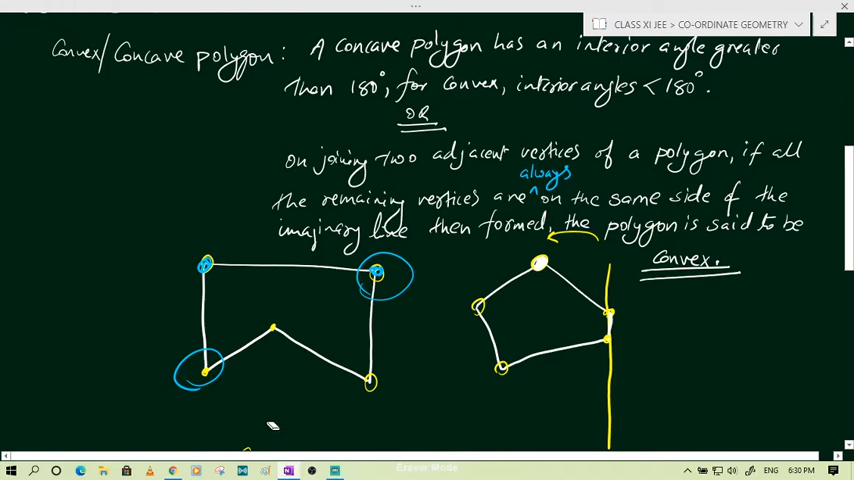 CLASS XI JEE > CO-ORDINATE GEOMETRY
Convex/Concave polygon: A Concave polygon has an interior angle greater
Than 180°, for Convex, interior angles < 180°.
OR
On joining two adjacent vertices of a polygon, if all
always
the remaining vertices are ^ on the same side of the
imaginary line then formed, the polygon is said to be
Convex.
Eraser Mode
ENG 6:30 PM